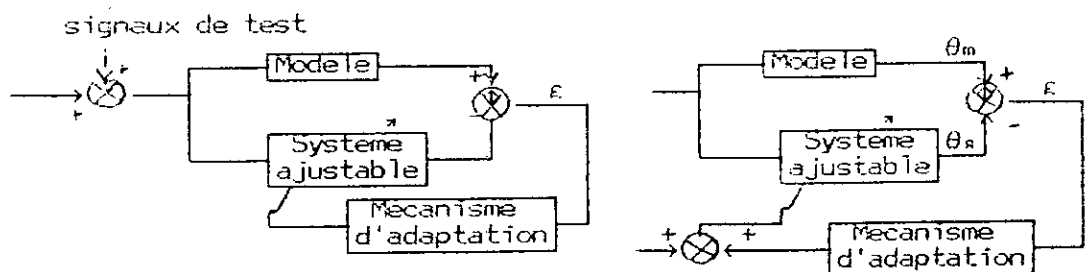 signaux de test
+
+
Modele
+
ε
Systeme
ajustable
-
Mecanisme
d'adaptation
θm
Modele
+
ε
Systeme
ajustable
θs
-
+
+
Mecanisme
d'adaptation